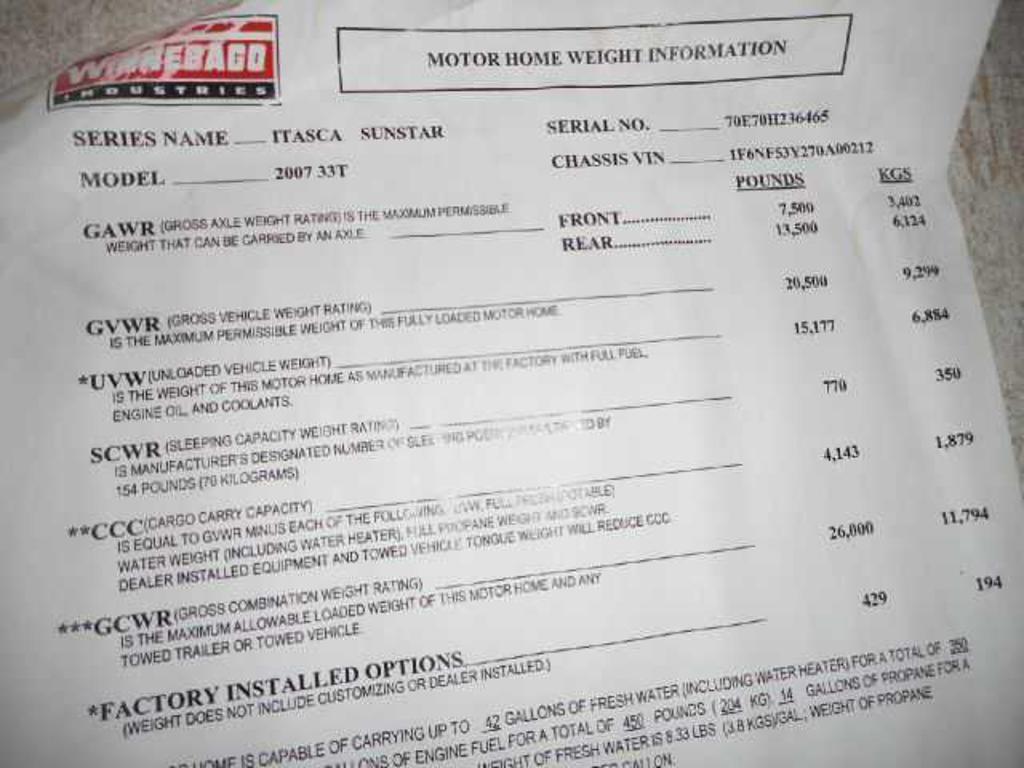 WINNEBAGO
INDUSTRIES
MOTOR HOME WEIGHT INFORMATION
SERIES NAME ITASCA SUNSTAR
SERIAL NO. 70E70H236465
MODEL 2007 33T
CHASSIS VIN 1F6NF53Y270A00212
POUNDS KGS
GAWR (GROSS AXLE WEIGHT RATING) IS THE MAXIMUM PERMISSIBLE
WEIGHT THAT CAN BE CARRIED BY AN AXLE.
FRONT...................... 7,500 3,402
REAR........................ 13,500 6,124
GVWR (GROSS VEHICLE WEIGHT RATING) 20,500 9,299
IS THE MAXIMUM PERMISSIBLE WEIGHT OF THIS FULLY LOADED MOTOR HOME.
*UVW (UNLOADED VEHICLE WEIGHT) 15,177 6,884
IS THE WEIGHT OF THIS MOTOR HOME AS MANUFACTURED AT THE FACTORY WITH FULL FUEL,
ENGINE OIL, AND COOLANTS.
SCWR (SLEEPING CAPACITY WEIGHT RATING) 770 350
IS MANUFACTURER'S DESIGNATED NUMBER OF SLEEPING BY
154 POUNDS (70 KILOGRAMS)
**CCC (CARGO CARRY CAPACITY) 4,143 1,879
IS EQUAL TO GVWR MINUS EACH OF THE FOLLOWING: UVW, FULL FRESH (POTABLE)
WATER WEIGHT (INCLUDING WATER HEATER), FULL PROPANE WEIGHT AND SCWR.
DEALER INSTALLED EQUIPMENT AND TOWED VEHICLE TONGUE WEIGHT WILL REDUCE CCC.
***GCWR (GROSS COMBINATION WEIGHT RATING) 26,000 11,794
IS THE MAXIMUM ALLOWABLE LOADED WEIGHT OF THIS MOTOR HOME AND ANY
TOWED TRAILER OR TOWED VEHICLE.
*FACTORY INSTALLED OPTIONS 429 194
(WEIGHT DOES NOT INCLUDE CUSTOMIZING OR DEALER INSTALLED.)
HOME IS CAPABLE OF CARRYING UP TO 42 GALLONS OF FRESH WATER (INCLUDING WATER HEATER) FOR A TOTAL OF 350
GALLONS OF ENGINE FUEL FOR A TOTAL OF 450 POUNDS (204 KG). 14 GALLONS OF PROPANE FOR A
WEIGHT OF FRESH WATER IS 8.33 LBS (3.8 KGS)/GAL; WEIGHT OF PROPANE
GALLON.